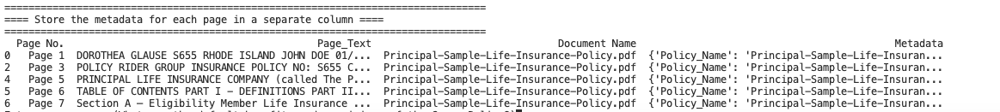 ================================================================================
==== Store the metadata for each page in a separate column ====
================================================================================
Page No. Page_Text Document Name Metadata
0 Page 1 DOROTHEA GLAUSE S655 RHODE ISLAND JOHN DOE 01/... Principal-Sample-Life-Insurance-Policy.pdf {'Policy_Name': 'Principal-Sample-Life-Insuran...
2 Page 3 POLICY RIDER GROUP INSURANCE POLICY NO: S655 C... Principal-Sample-Life-Insurance-Policy.pdf {'Policy_Name': 'Principal-Sample-Life-Insuran...
4 Page 5 PRINCIPAL LIFE INSURANCE COMPANY (called The P... Principal-Sample-Life-Insurance-Policy.pdf {'Policy_Name': 'Principal-Sample-Life-Insuran...
5 Page 6 TABLE OF CONTENTS PART I - DEFINITIONS PART II... Principal-Sample-Life-Insurance-Policy.pdf {'Policy_Name': 'Principal-Sample-Life-Insuran...
6 Page 7 Section A – Eligibility Member Life Insurance ... Principal-Sample-Life-Insurance-Policy.pdf {'Policy_Name': 'Principal-Sample-Life-Insuran...